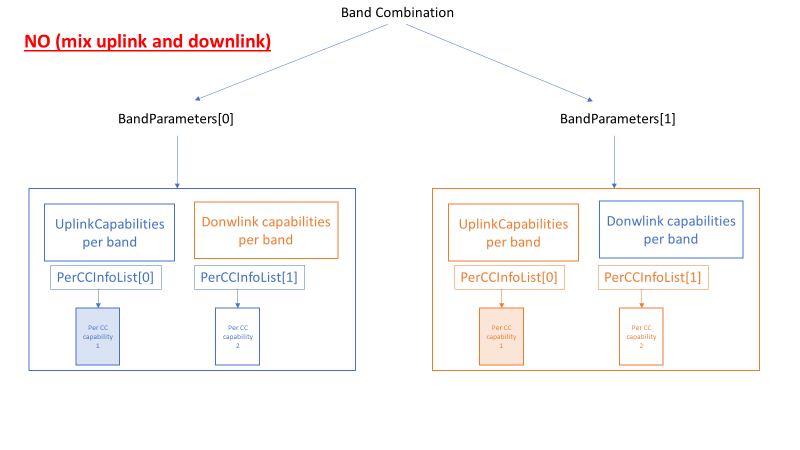 Band Combination
NO (mix uplink and downlink)
BandParameters[0]
BandParameters[1]
UplinkCapabilities
per band
Donwlink capabilities
per band
PerCCInfoList[0]
PerCCInfoList[1]
Per CC
capability
1
Per CC
capability
2
UplinkCapabilities
per band
Donwlink capabilities
per band
PerCCInfoList[0]
PerCCInfoList[1]
Per CC
capability
1
Per CC
capability
2